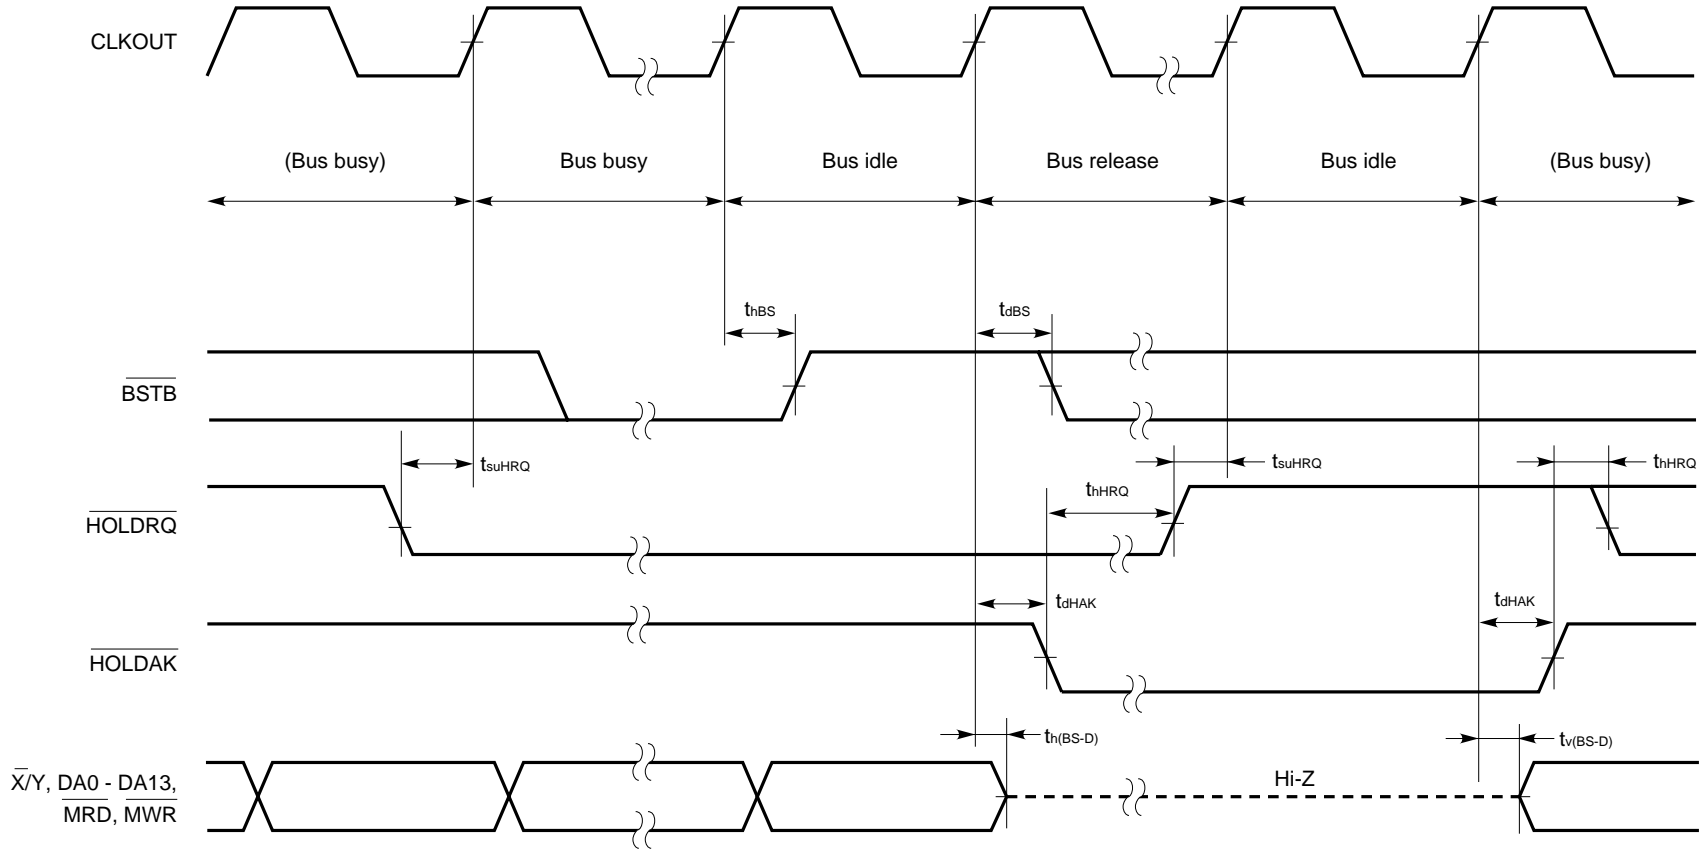 CLKOUT
(Bus busy) Bus busy Bus idle Bus release Bus idle (Bus busy)
thBS tdBS
BSTB
tsuHRQ tsuHRQ thHRQ
thHRQ
HOLDRQ
tdHAK tdHAK
HOLDAK
th(BS-D) tv(BS-D)
X/Y, DA0 - DA13,
MRD, MWR
Hi-Z